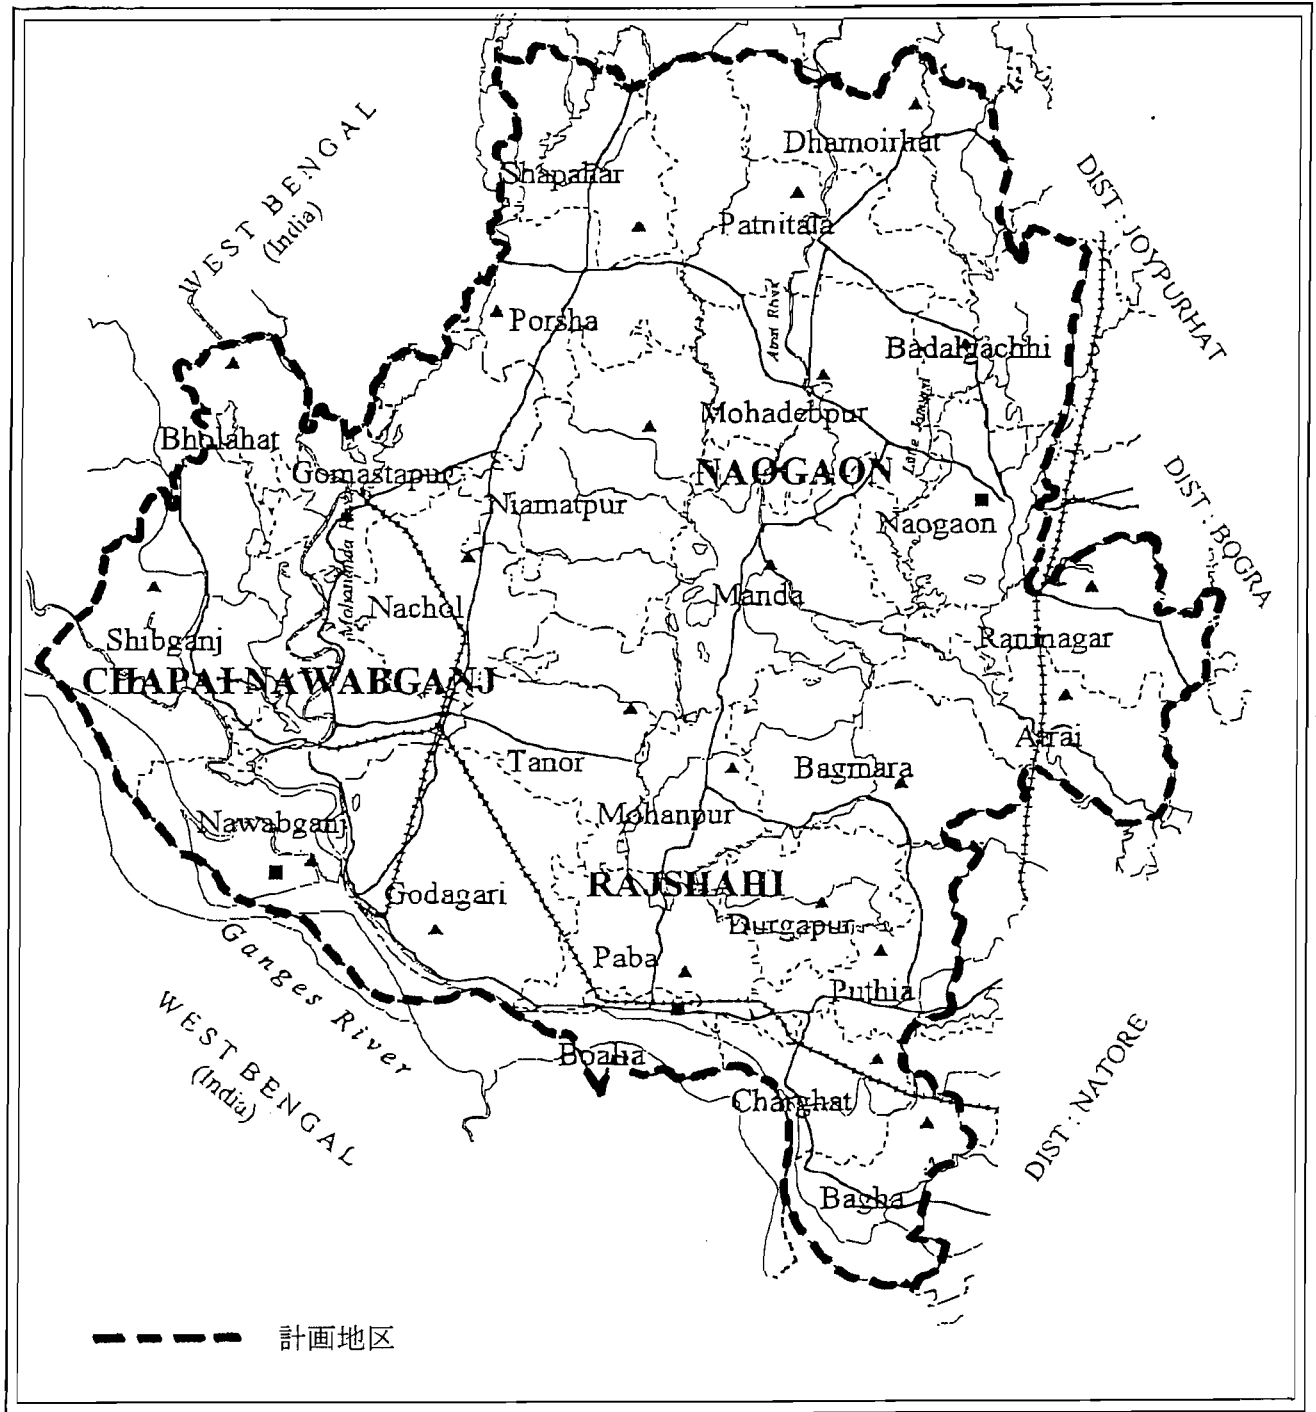 WEST BENGAL
(India)
Dhamoirhat
DIST : JOYPURHAT
Shapahar
Patnitala
Porsha
Atrai River
Badalgachhi
Mohadebpur
Bholahat
Gomastapur
NAOGAON
DIST : BOGRA
Niamatpur
Naogaon
Nachol
Manda
Shibganj
Raninagar
CHAPAI-NAWABGANJ
Atrai
Tanor
Bagmara
Nawabganj
Mohanpur
RAJSHAHI
Godagari
Durgapur
Ganges River
Paba
Puthia
WEST BENGAL
(India)
Boalia
Charghat
DIST : NATORE
Bagha
計画地区